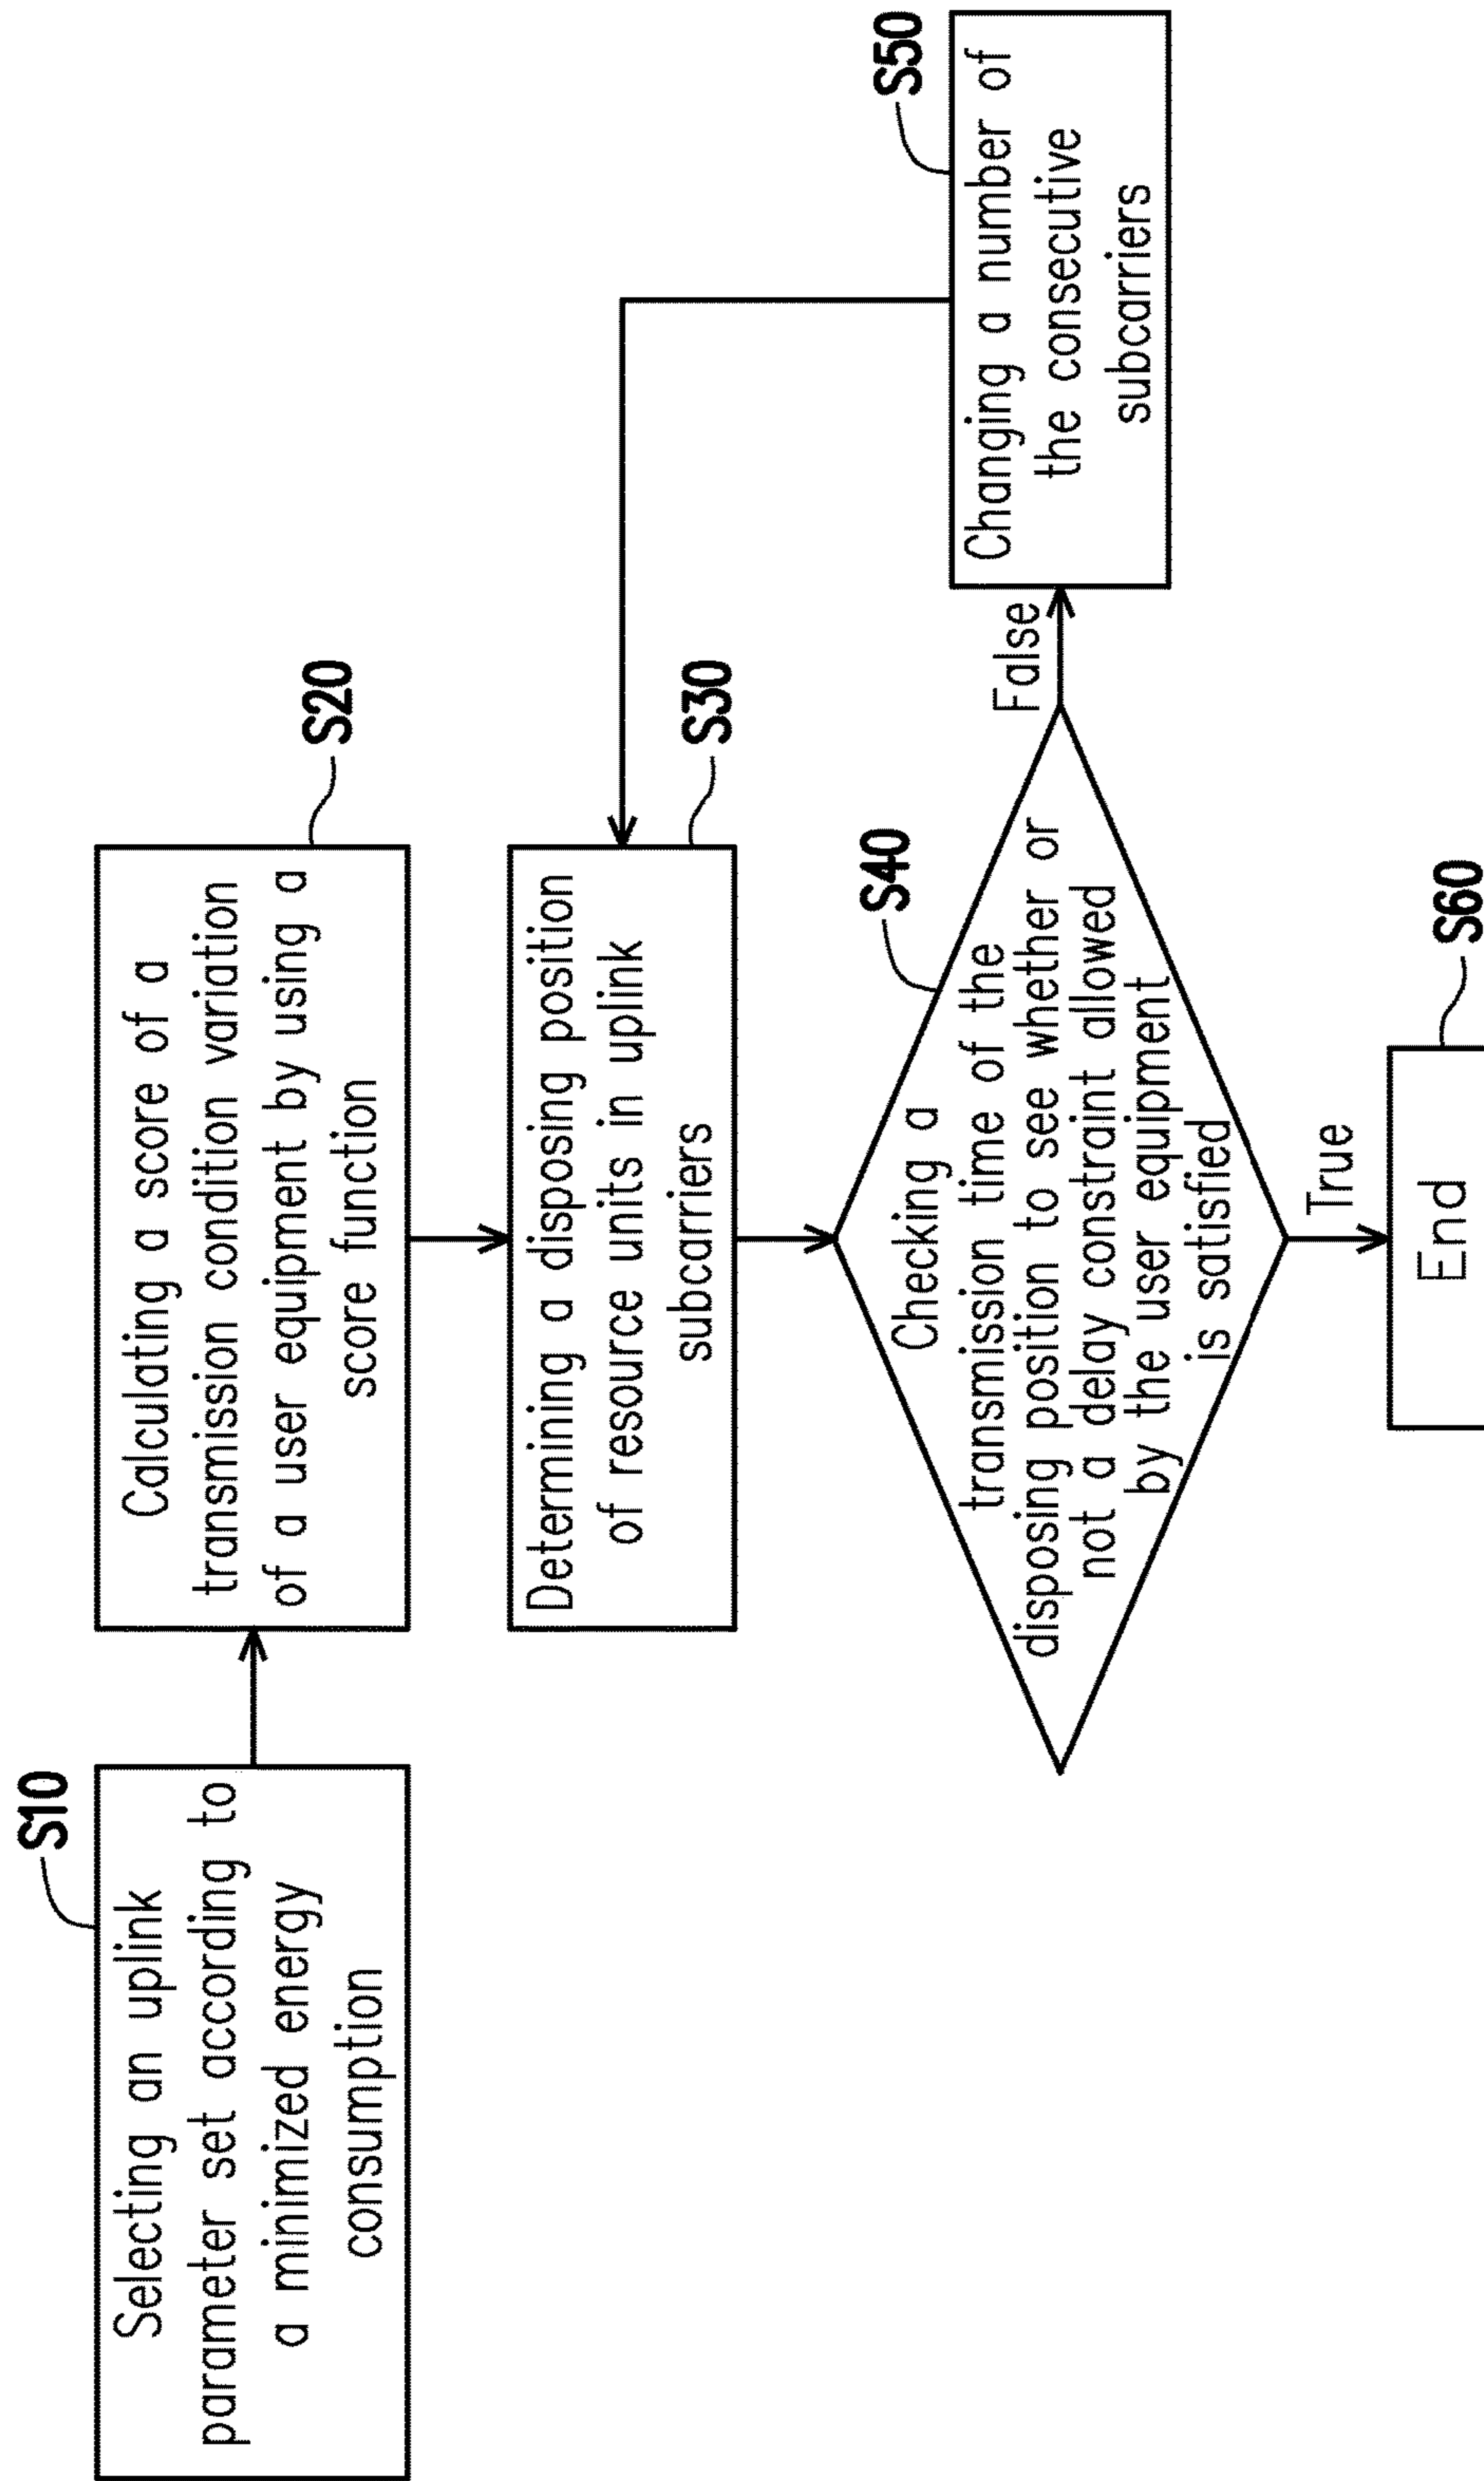 S10
Selecting an uplink
parameter set according to
a minimized energy
consumption
S20
Calculating a score of a
transmission condition variation
of a user equipment by using a
score function
S30
Determining a disposing position
of resource units in uplink
subcarriers
S40
Checking a
transmission time of the
disposing position to see whether or
not a delay constraint allowed
by the user equipment
is satisfied
False
S50
Changing a number of
the consecutive
subcarriers
True
S60
End